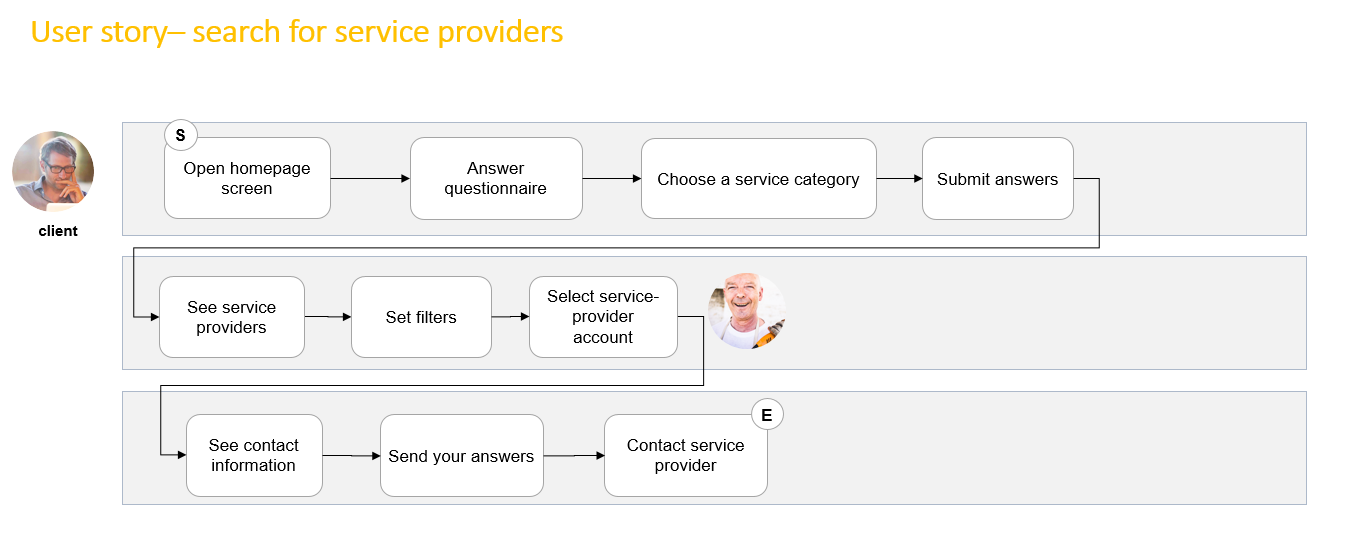 User story– search for service providers
S
Open homepage
screen
Answer
questionnaire
Choose a service category
Submit answers
client
See service
providers
Set filters
Select service-
provider
account
E
See contact
information
Send your answers
Contact service
provider